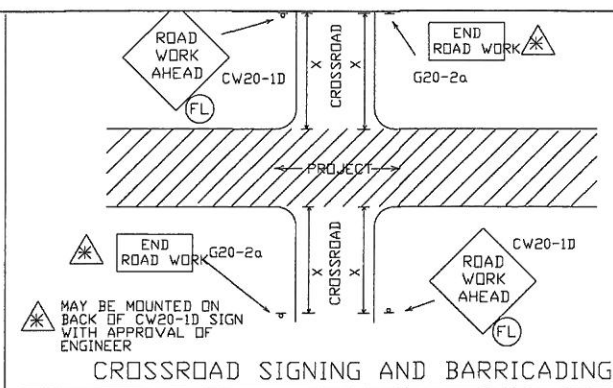 ROAD
WORK
AHEAD
FL
CW20-1D
X
CROSSROAD
X
END
ROAD WORK
G20-2a
PROJECT
END
ROAD WORK
G20-2a
X
CROSSROAD
X
CW20-1D
ROAD
WORK
AHEAD
FL
MAY BE MOUNTED ON
BACK OF CW20-1D SIGN
WITH APPROVAL OF
ENGINEER
CROSSROAD SIGNING AND BARRICADING